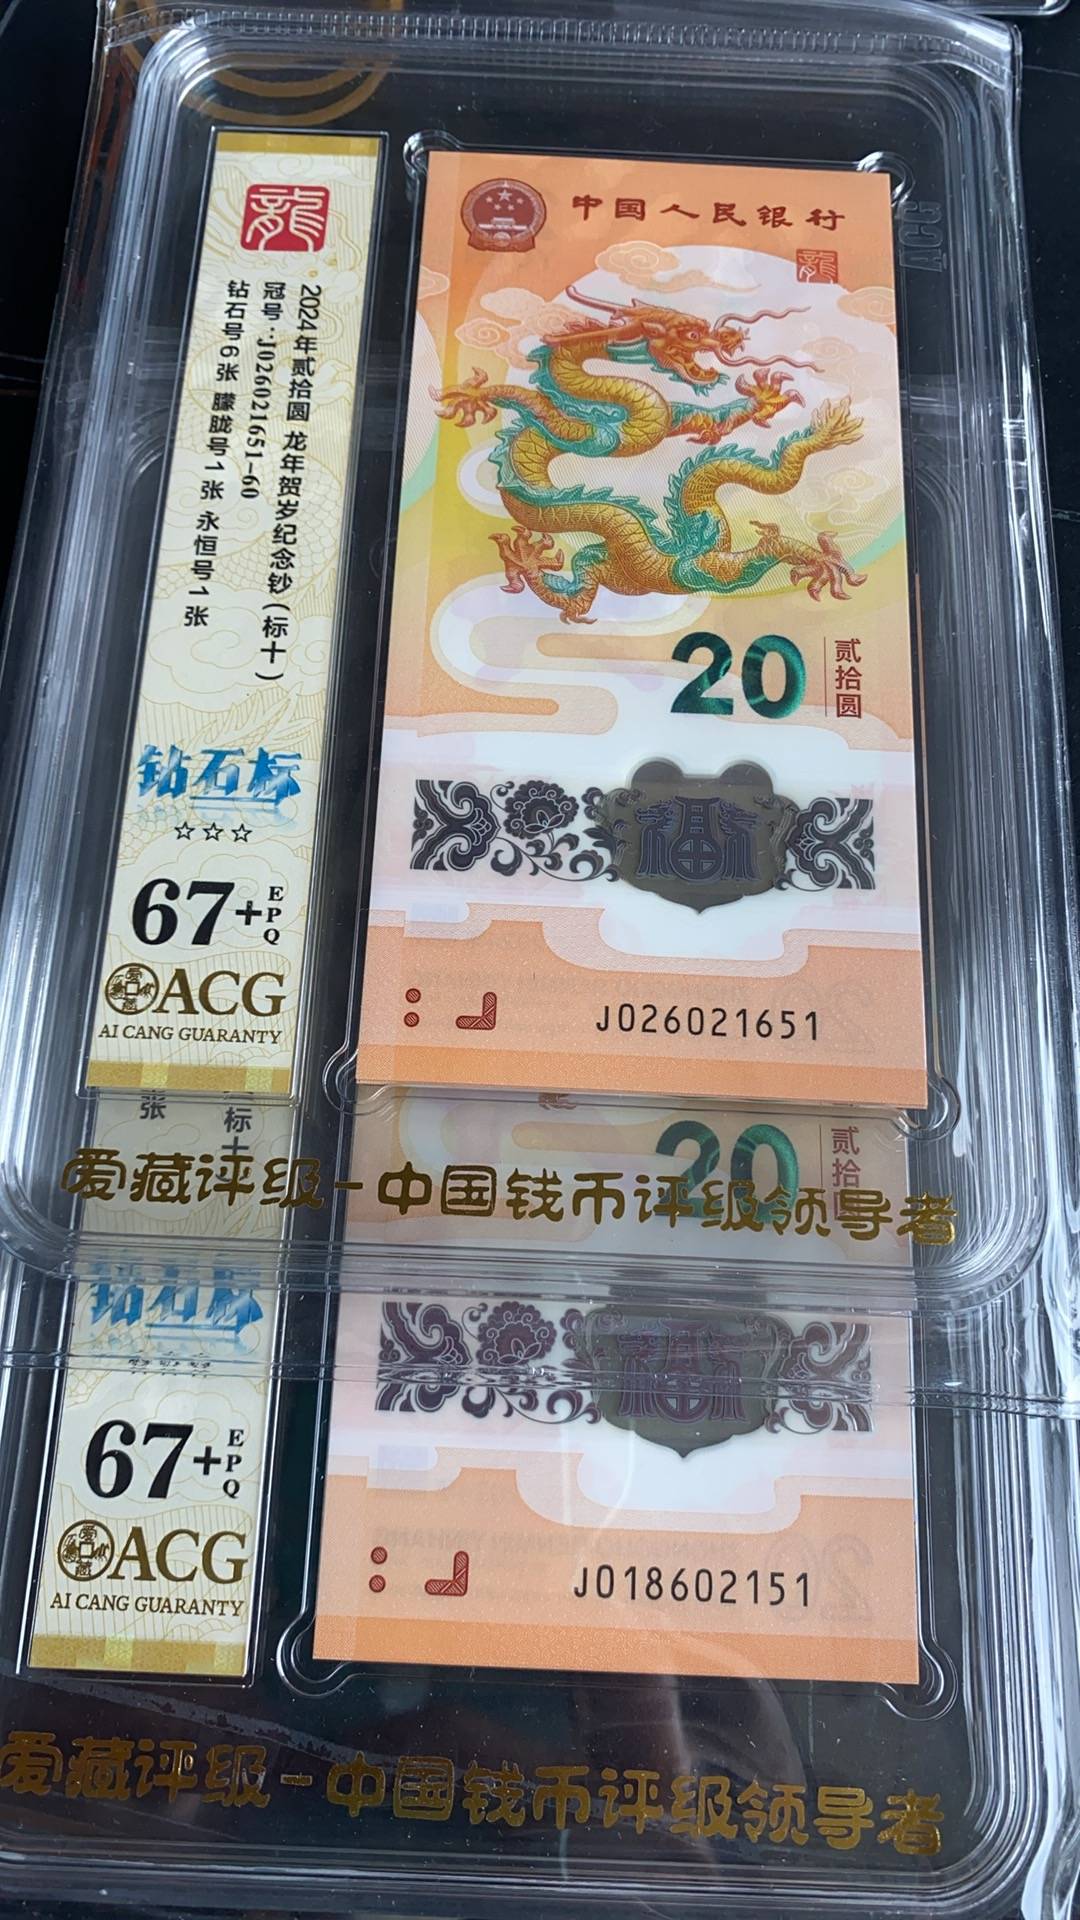 龍
2024年贰拾圆 龙年贺岁纪念钞(标十)
冠号:J026021651-60
钻石号6张 朦胧号1张 永恒号1张
钻石标
☆☆☆
67+EPQ
ACG
AI CANG GUARANTY
中国人民银行
龍
20
贰拾圆
福
J026021651
爱藏评级-中国钱币评级领导者
张
标十
20
贰拾
钻石标
67+EPQ
ACG
AI CANG GUARANTY
福
J018602151
爱藏评级-中国钱币评级领导者